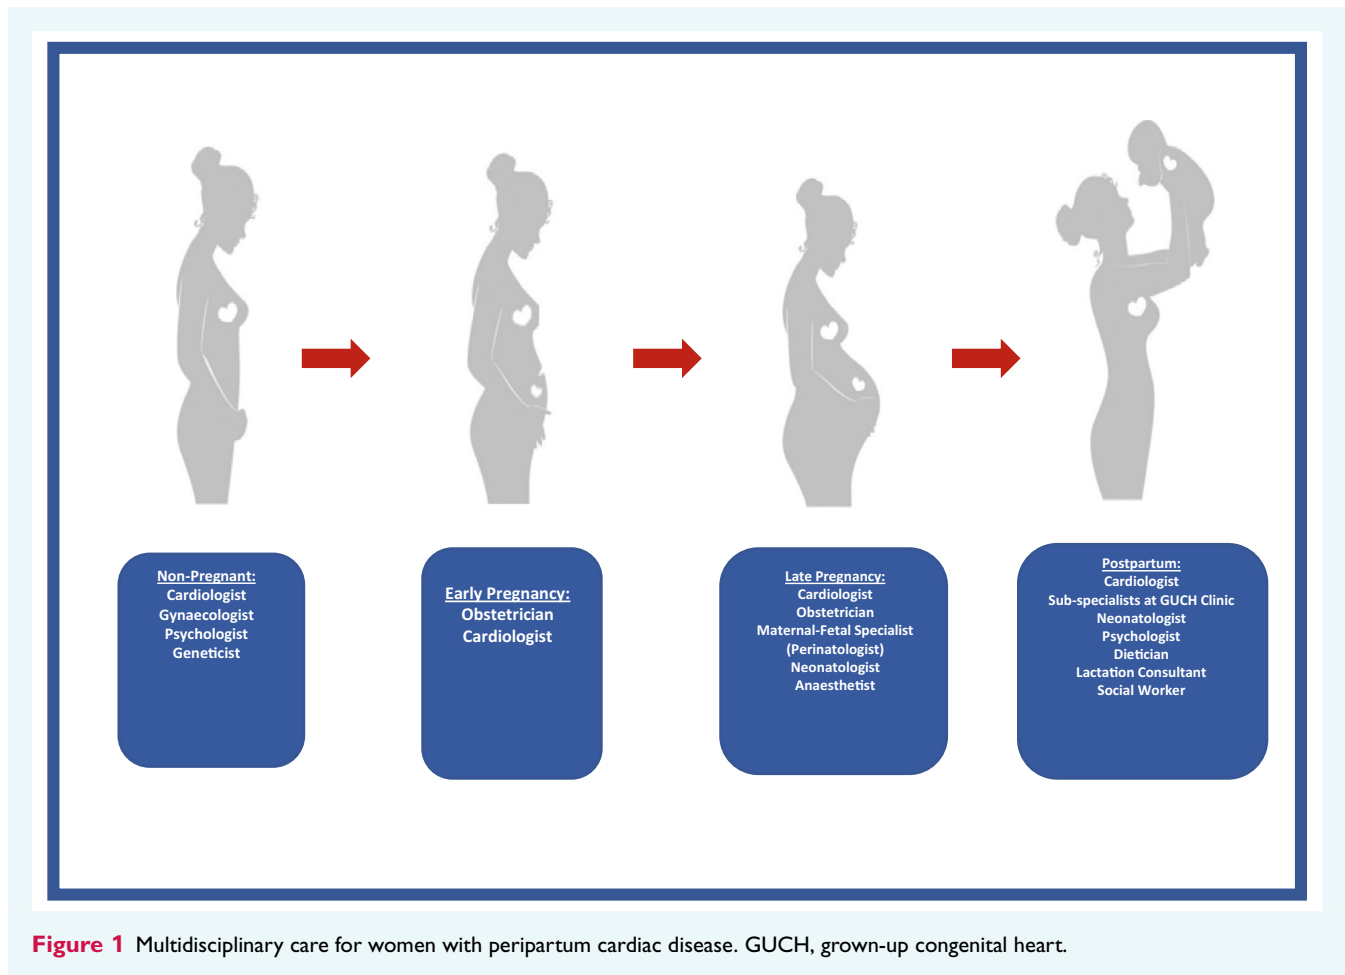 Non-Pregnant:
Cardiologist
Gynaecologist
Psychologist
Geneticist
Early Pregnancy:
Obstetrician
Cardiologist
Late Pregnancy:
Cardiologist
Obstetrician
Maternal-Fetal Specialist
(Perinatologist)
Neonatologist
Anaesthetist
Postpartum:
Cardiologist
Sub-specialists at GUCH Clinic
Neonatologist
Psychologist
Dietician
Lactation Consultant
Social Worker
Figure 1 Multidisciplinary care for women with peripartum cardiac disease. GUCH, grown-up congenital heart.